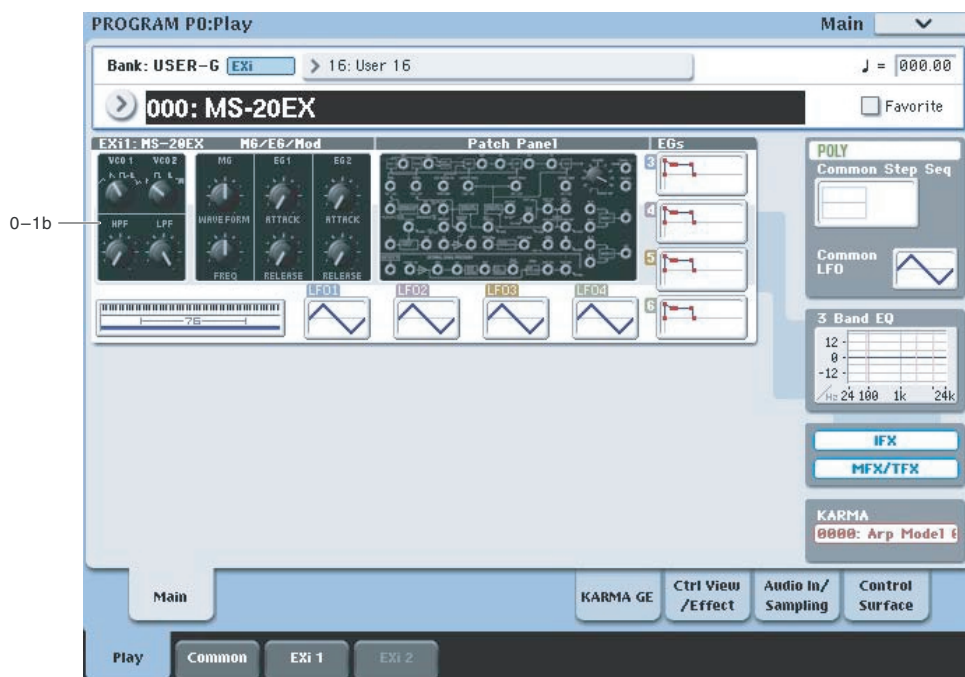 PROGRAM P0:Play Main
Bank: USER-G EXi > 16: User 16 ♩ = 000.00
000: MS-20EX Favorite
EXi1: MS-20EX MG/EG/Mod Patch Panel EGs
VCO 1 VCO 2 MG EG1 EG2
3
POLY
Common Step Seq
0-1b
HPF LPF WAVE FORM ATTACK ATTACK
4
5
FREQ RELEASE RELEASE
Common LFO
LFO1 LFO2 LFO3 LFO4
6
76
3 Band EQ
12
0
-12
Hz 24 100 1k 24k
IFX
MFX/TFX
KARMA
0000: Arp Model
Main KARMA GE Ctrl View /Effect Audio In/ Sampling Control Surface
Play Common EXi 1 EXi 2